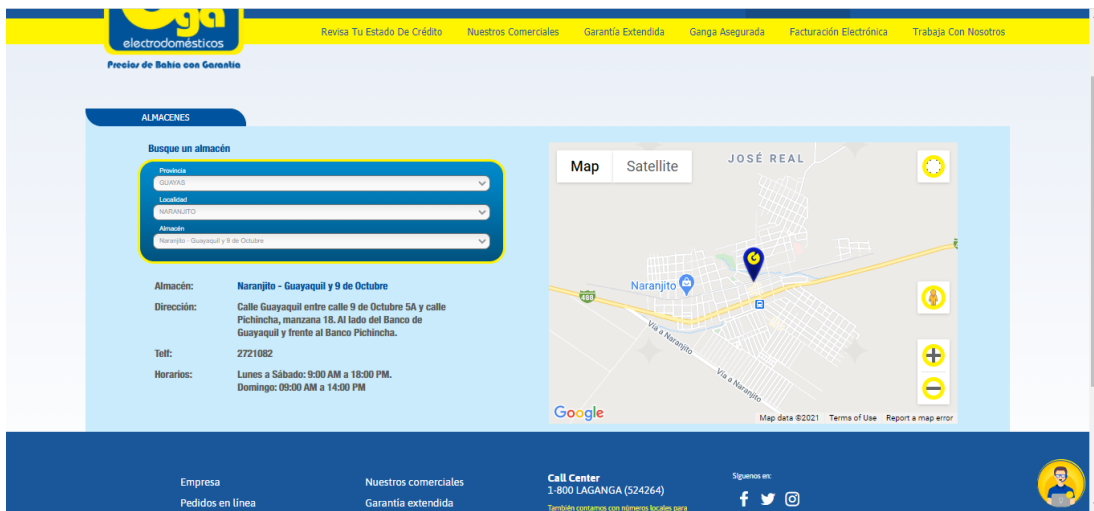 electrodomésticos
Precios de Bahía con Garantía
Revisa Tu Estado De Crédito
Nuestros Comerciales
Garantía Extendida
Ganga Asegurada
Facturación Electrónica
Trabaja Con Nosotros
ALMACENES
Busque un almacén
Provincia
GUAYAS
Localidad
NARANJITO
Almacén
Naranjito - Guayaquil y 9 de Octubre
Almacén: Naranjito - Guayaquil y 9 de Octubre
Dirección: Calle Guayaquil entre calle 9 de Octubre 5A y calle
Pichincha, manzana 18. Al lado del Banco de
Guayaquil y frente al Banco Pichincha.
Telf: 2721082
Horarios: Lunes a Sábado: 9:00 AM a 18:00 PM.
Domingo: 09:00 AM a 14:00 PM
Map Satellite
JOSÉ REAL
Naranjito
488
Vía a Naranjito
Vía a Naranjito
Google
Map data ©2021 Terms of Use Report a map error
Empresa
Pedidos en línea
Nuestros comerciales
Garantía extendida
Call Center
1-800 LAGANGA (524264)
También contamos con números locales para
Síguenos en: